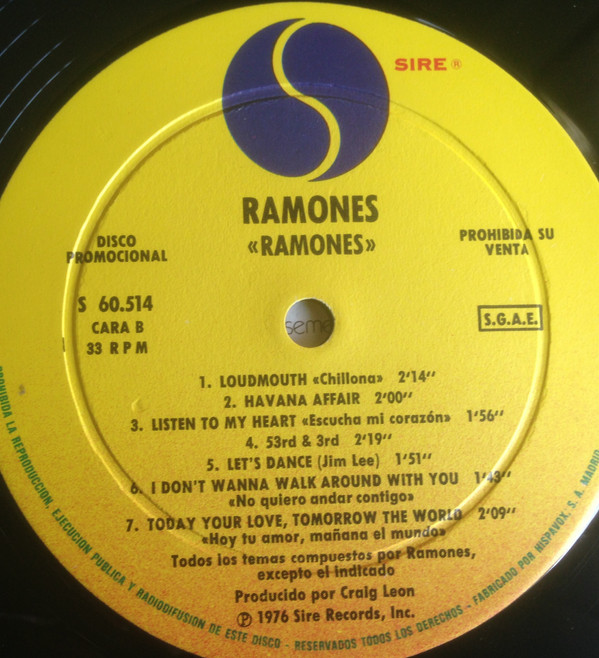 SIRE ®
RAMONES
«RAMONES»
DISCO
PROMOCIONAL
PROHIBIDA SU
VENTA
S 60.514
CARA B
33 RPM
S.G.A.E.
seme
1. LOUDMOUTH «Chillona» 2'14''
2. HAVANA AFFAIR 2'00''
3. LISTEN TO MY HEART «Escucha mi corazón» 1'56''
4. 53rd & 3rd 2'19''
5. LET'S DANCE (Jim Lee) 1'51''
6. I DON'T WANNA WALK AROUND WITH YOU 1'43''
«No quiero andar contigo»
7. TODAY YOUR LOVE, TOMORROW THE WORLD 2'09''
«Hoy tu amor, mañana el mundo»
Todos los temas compuestos por Ramones,
excepto el indicado
Producido por Craig Leon
℗ 1976 Sire Records, Inc.
PROHIBIDA LA REPRODUCCION, EJECUCION PUBLICA Y RADIODIFUSION DE ESTE DISCO - RESERVADOS TODOS LOS DERECHOS - FABRICADO POR HISPAVOX, S. A. MADRID